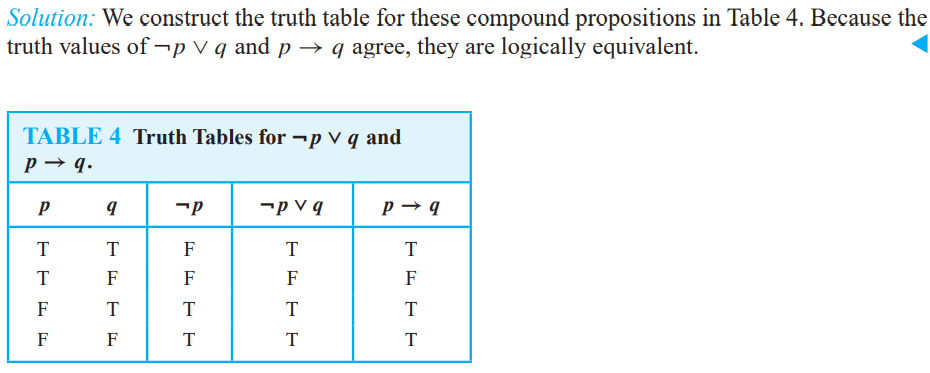 Solution: We construct the truth table for these compound propositions in Table 4. Because the
truth values of ¬p ∨ q and p → q agree, they are logically equivalent.
TABLE 4 Truth Tables for ¬p ∨ q and
p → q.
p q ¬p ¬p ∨ q p → q
T T F T T
T F F F F
F T T T T
F F T T T